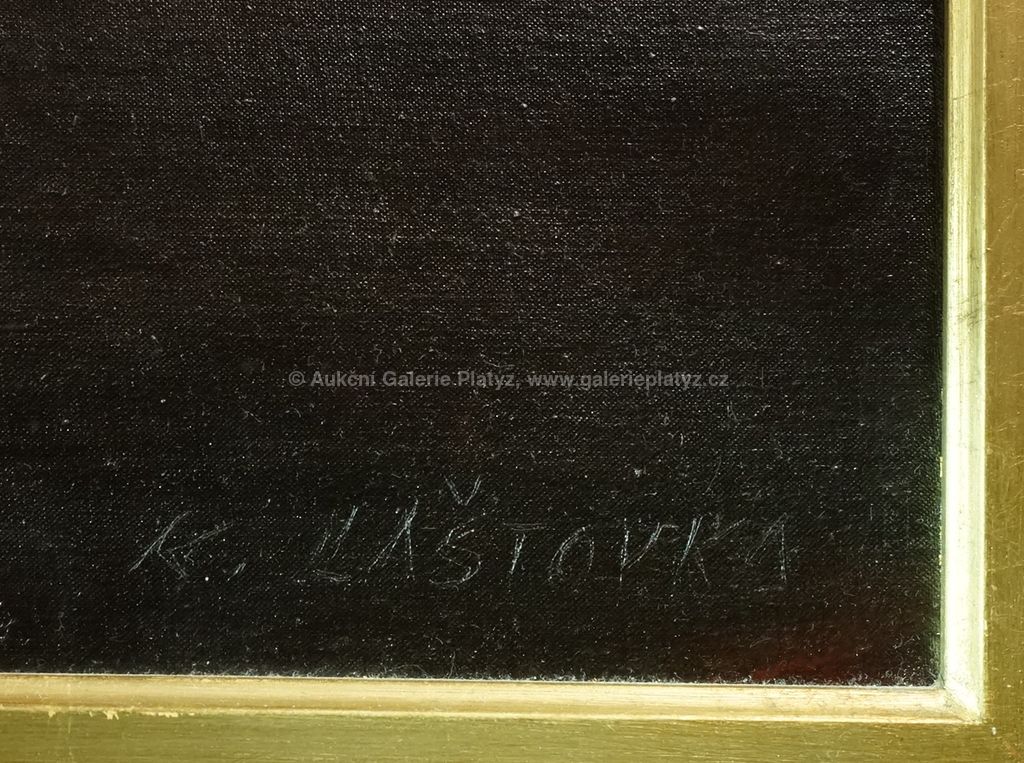 © Aukční Galerie Platýz, www.galerieplatyz.cz
K. LAŠTOVKA